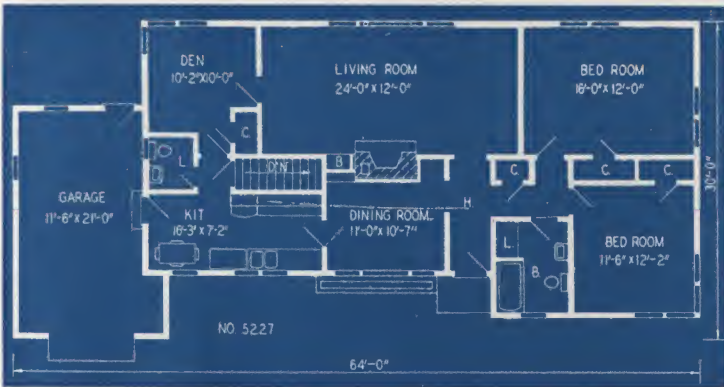 DEN
10'-2"X10'-0"
LIVING ROOM
24'-0" X 12'-0"
BED ROOM
16'-0" X 12'-0"
C.
L.
DN.
B
C.
C.
C.
30'-0"
GARAGE
11'-6" X 21'-0"
KIT
16'-3" X 7'-2"
DINING ROOM
11'-0" X 10'-7"
H
L.
B.
BED ROOM
11'-6" X 12'-2"
NO. 5227
64'-0"